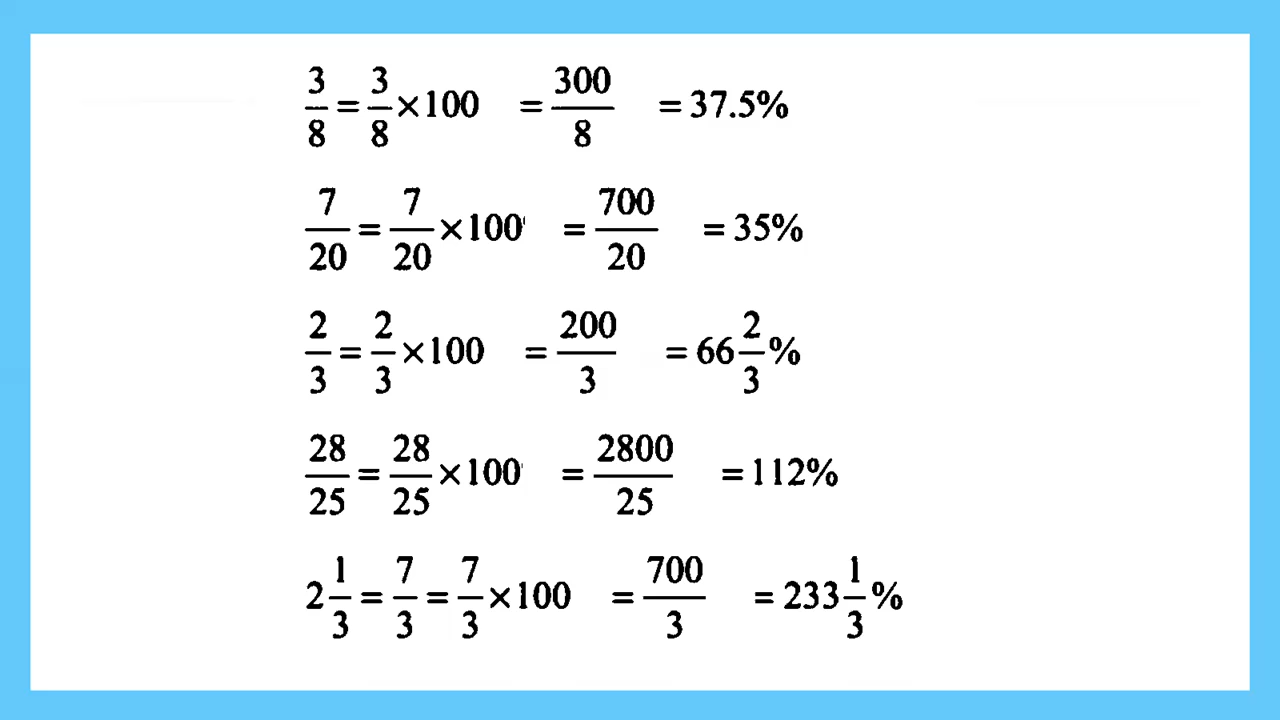 3/8 = 3/8 ×100 = 300/8 = 37.5%
7/20 = 7/20 ×100 = 700/20 = 35%
2/3 = 2/3 ×100 = 200/3 = 66 2/3 %
28/25 = 28/25 ×100 = 2800/25 = 112%
2 1/3 = 7/3 = 7/3 ×100 = 700/3 = 233 1/3 %